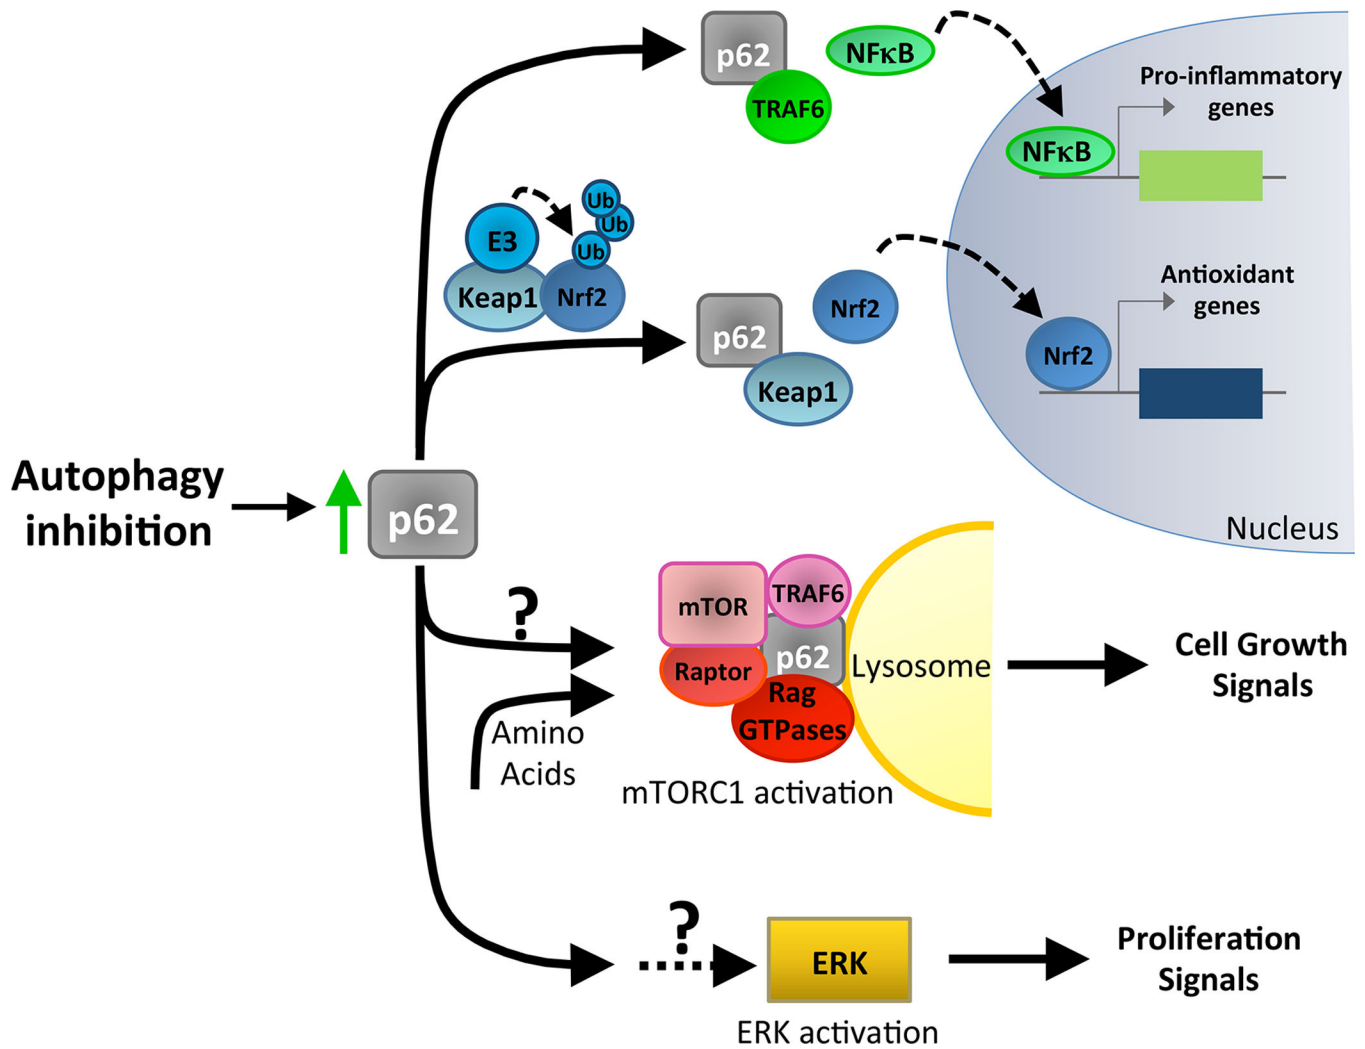 p62
NFκB
TRAF6
Pro-inflammatory
genes
NFκB
E3
Ub
Ub
Ub
Keap1
Nrf2
p62
Nrf2
Keap1
Antioxidant
genes
Nrf2
Nucleus
Autophagy
inhibition
p62
?
mTOR
TRAF6
Raptor
p62
Rag
GTPases
Lysosome
Cell Growth
Signals
Amino
Acids
mTORC1 activation
?
ERK
Proliferation
Signals
ERK activation